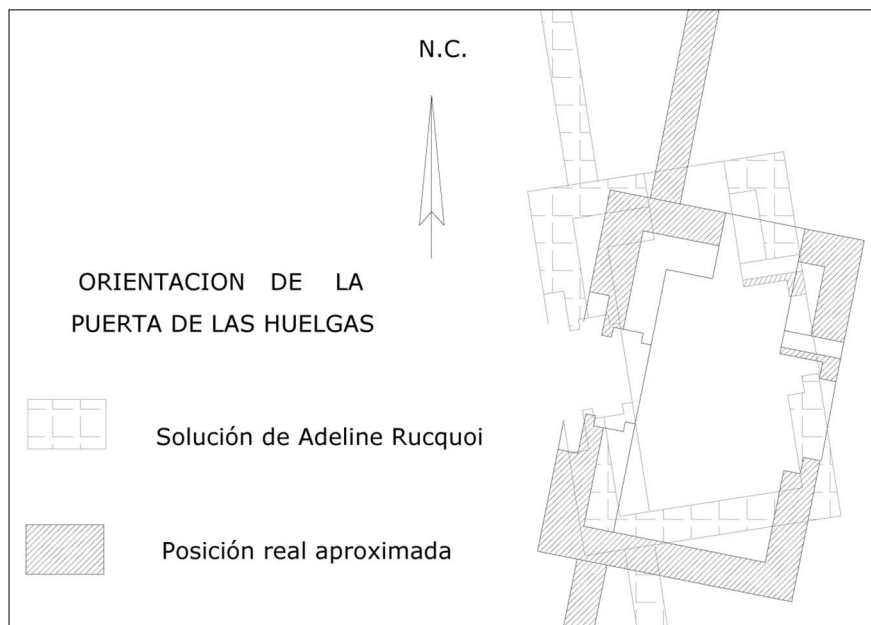 N.C.
ORIENTACION DE LA
PUERTA DE LAS HUELGAS
Solución de Adeline Rucquoi
Posición real aproximada